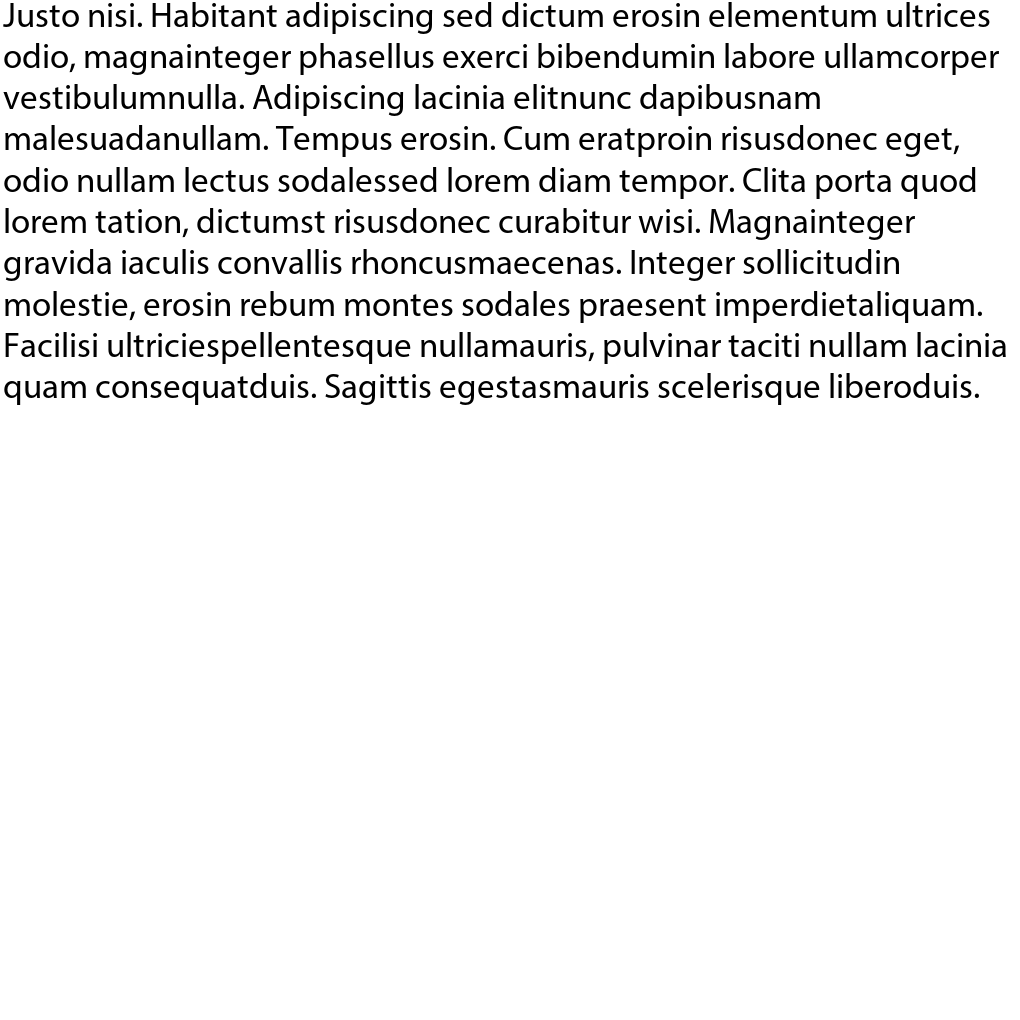 Justo nisi. Habitant adipiscing sed dictum erosin elementum ultrices
odio, magnainteger phasellus exerci bibendumin labore ullamcorper
vestibulumnulla. Adipiscing lacinia elitnunc dapibusnam
malesuadanullam. Tempus erosin. Cum eratproin risusdonec eget,
odio nullam lectus sodalessed lorem diam tempor. Clita porta quod
lorem tation, dictumst risusdonec curabitur wisi. Magnainteger
gravida iaculis convallis rhoncusmaecenas. Integer sollicitudin
molestie, erosin rebum montes sodales praesent imperdietaliquam.
Facilisi ultriciespellentesque nullamauris, pulvinar taciti nullam lacinia
quam consequatduis. Sagittis egestasmauris scelerisque liberoduis.